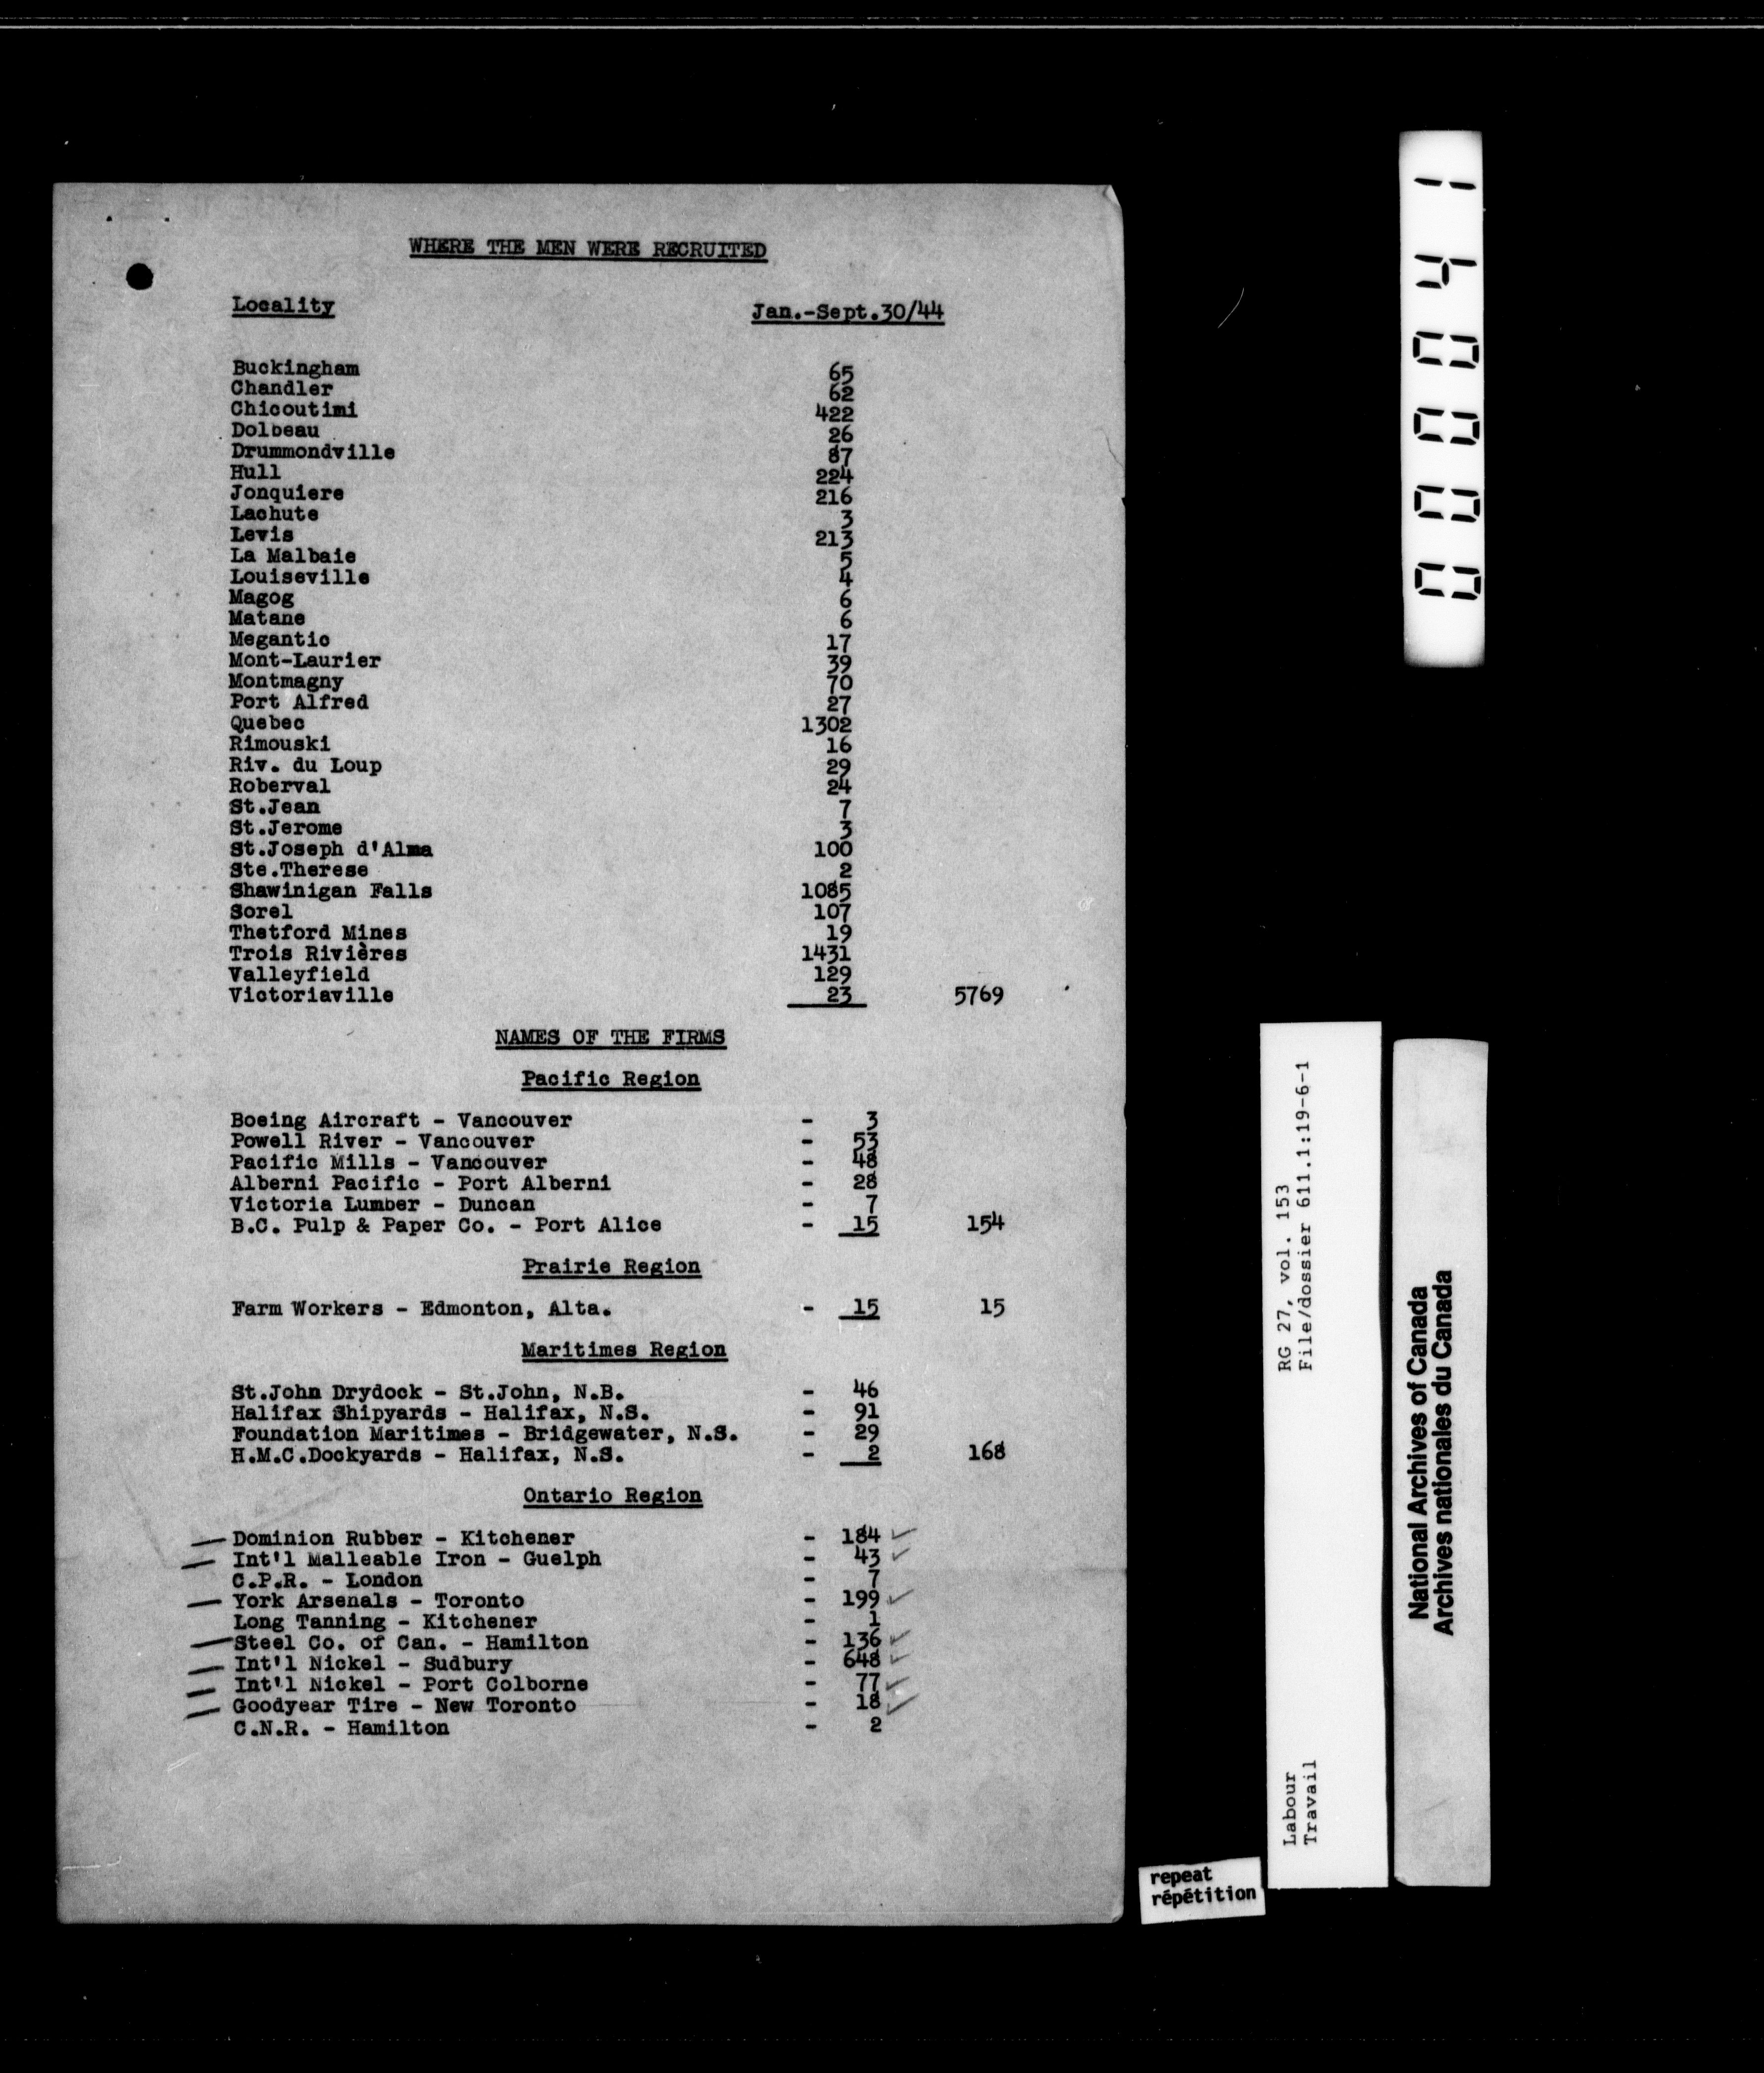 WHERE THE MEN WERE RECRUITED
Locality Jan.-Sept.30/44
Buckingham 65
Chandler 62
Chicoutimi 422
Dolbeau 26
Drummondville 87
Hull 224
Jonquiere 216
Lachute 3
Levis 213
La Malbaie 5
Louiseville 4
Magog 6
Matane 6
Megantic 17
Mont-Laurier 39
Montmagny 70
Port Alfred 27
Quebec 1302
Rimouski 16
Riv. du Loup 29
Roberval 24
St.Jean 7
St.Jerome 3
St.Joseph d'Alma 100
Ste.Therese 2
Shawinigan Falls 1085
Sorel 107
Thetford Mines 19
Trois Rivières 1431
Valleyfield 129
Victoriaville 23 5769
NAMES OF THE FIRMS
Pacific Region
Boeing Aircraft - Vancouver - 3
Powell River - Vancouver - 53
Pacific Mills - Vancouver - 48
Alberni Pacific - Port Alberni - 28
Victoria Lumber - Duncan - 7
B.C. Pulp & Paper Co. - Port Alice - 15 154
Prairie Region
Farm Workers - Edmonton, Alta. - 15 15
Maritimes Region
St.John Drydock - St.John, N.B. - 46
Halifax Shipyards - Halifax, N.S. - 91
Foundation Maritimes - Bridgewater, N.S. - 29
H.M.C.Dockyards - Halifax, N.S. - 2 168
Ontario Region
Dominion Rubber - Kitchener - 184
Int'l Malleable Iron - Guelph - 43
C.P.R. - London - 7
York Arsenals - Toronto - 199
Long Tanning - Kitchener - 1
Steel Co. of Can. - Hamilton - 136
Int'l Nickel - Sudbury - 648
Int'l Nickel - Port Colborne - 77
Goodyear Tire - New Toronto - 18
C.N.R. - Hamilton - 2
000041
RG 27, vol. 153
File/dossier 611.1:19-6-1
Labour
Travail
National Archives of Canada
Archives nationales du Canada
repeat
répétition